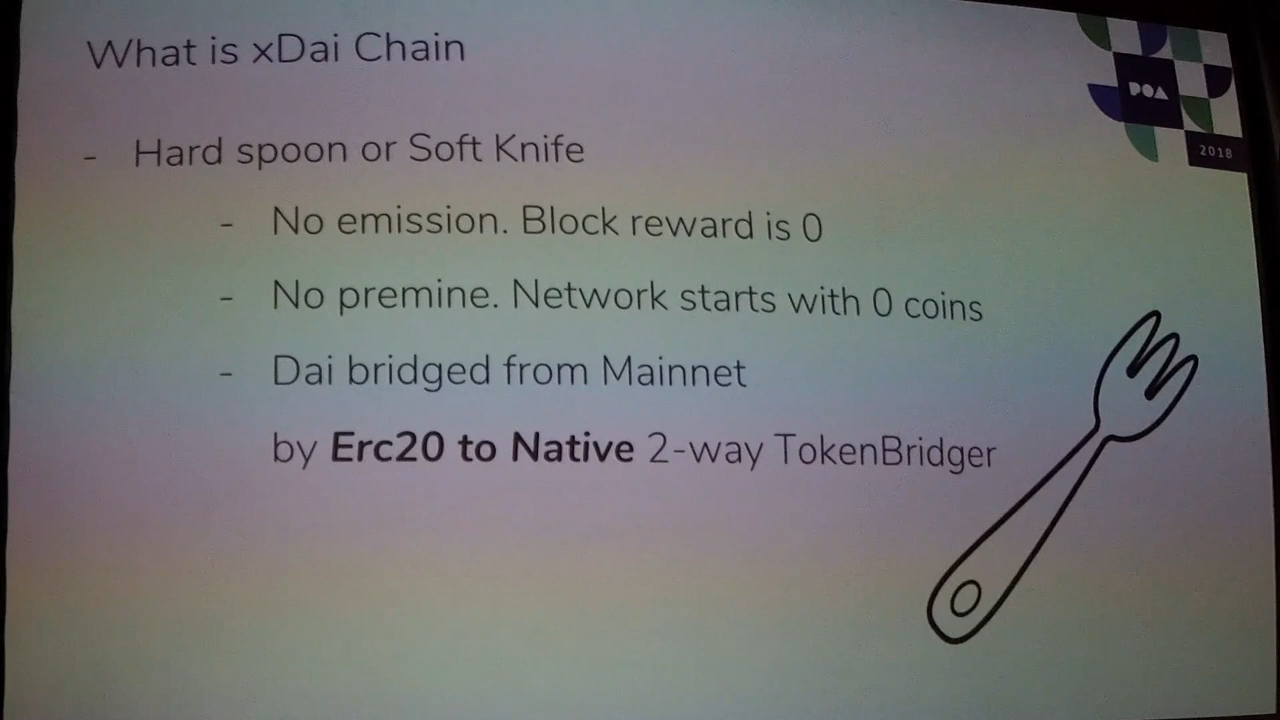 What is xDai Chain
POA
2018
- Hard spoon or Soft Knife
- No emission. Block reward is 0
- No premine. Network starts with 0 coins
- Dai bridged from Mainnet
by Erc20 to Native 2-way TokenBridger